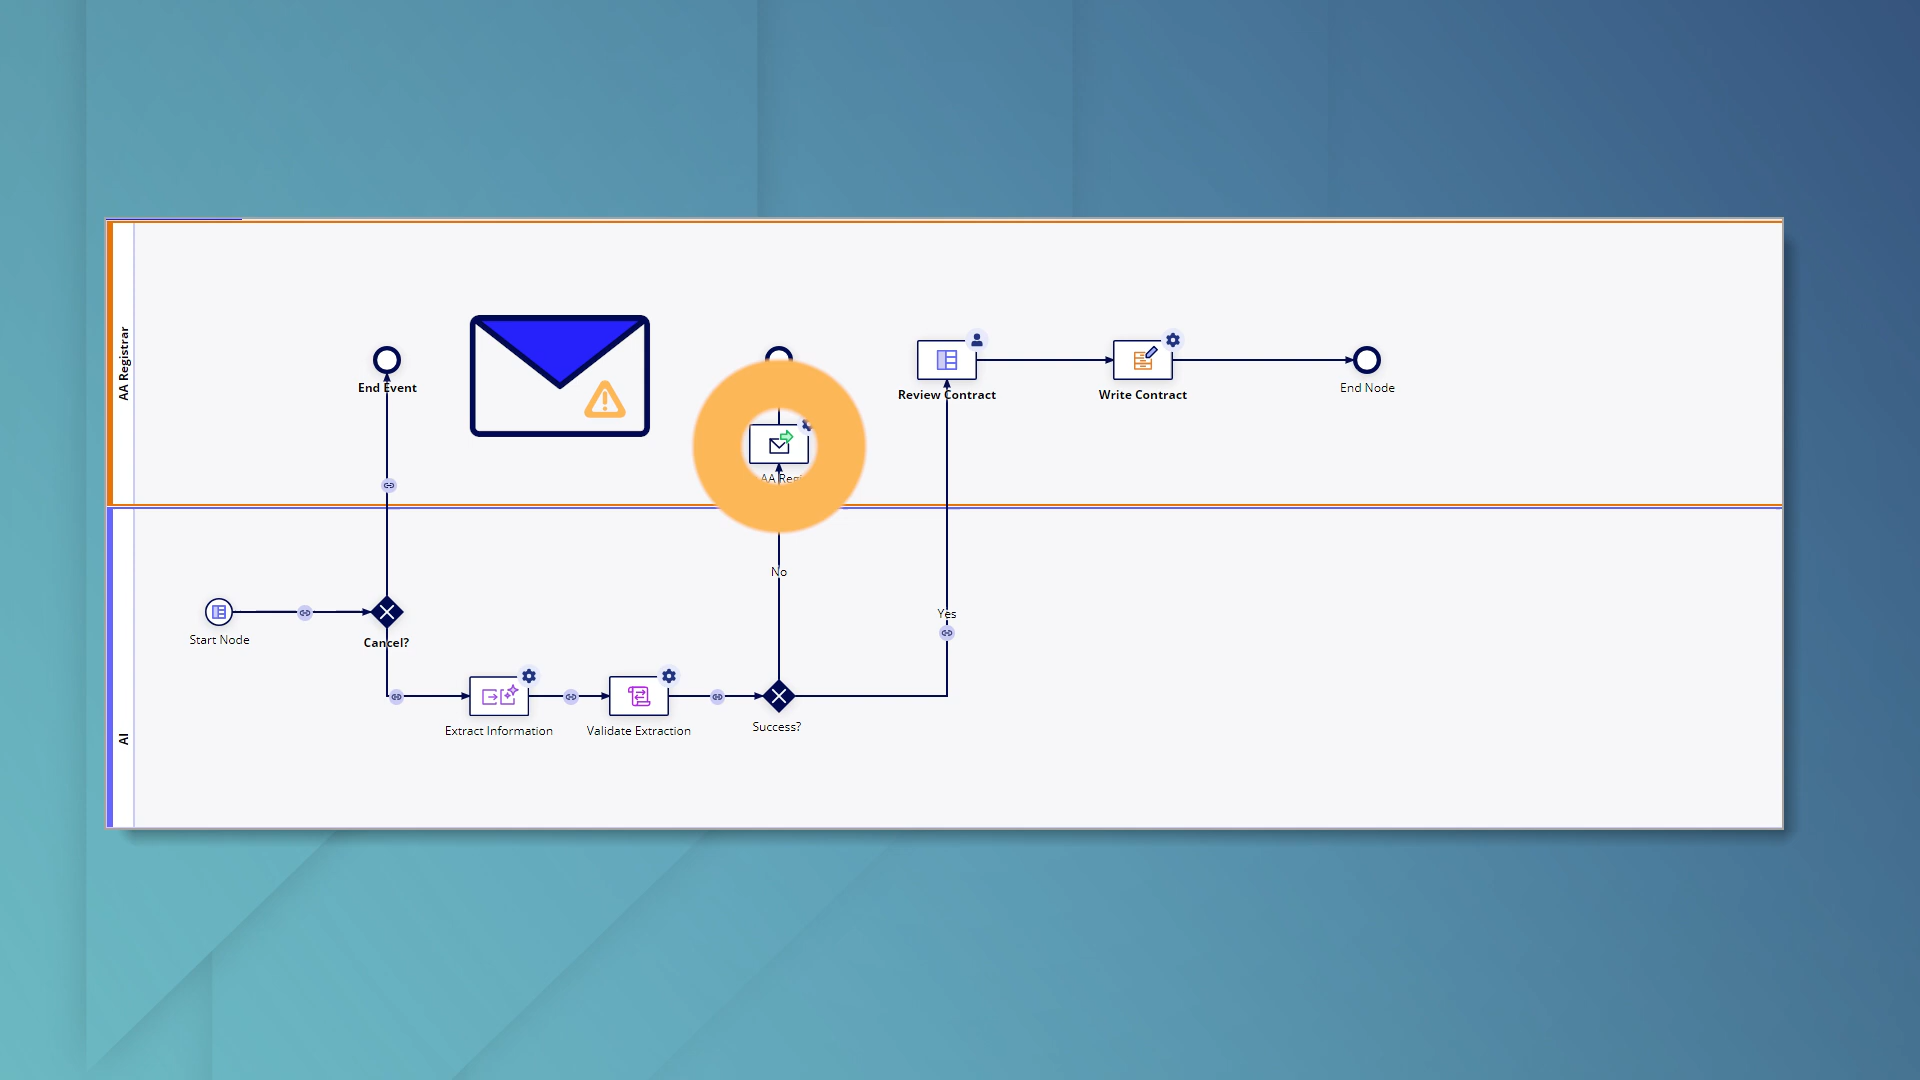 AA Registrar
End Event
Review Contract
Write Contract
End Node
AA
No
Yes
Start Node
Cancel?
Extract Information
Validate Extraction
Success?
AI